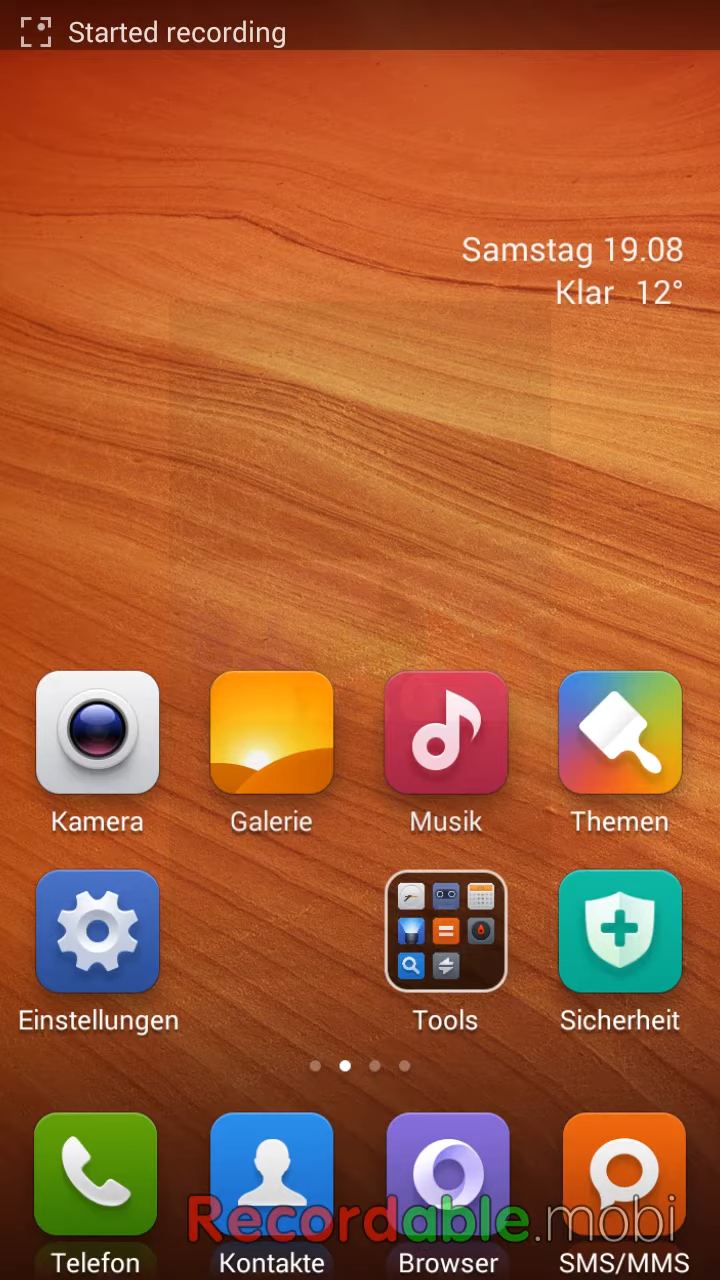 Started recording
Samstag 19.08
Klar 12°
Kamera
Galerie
Musik
Themen
Einstellungen
Tools
Sicherheit
Recordable.mobi
Telefon
Kontakte
Browser
SMS/MMS